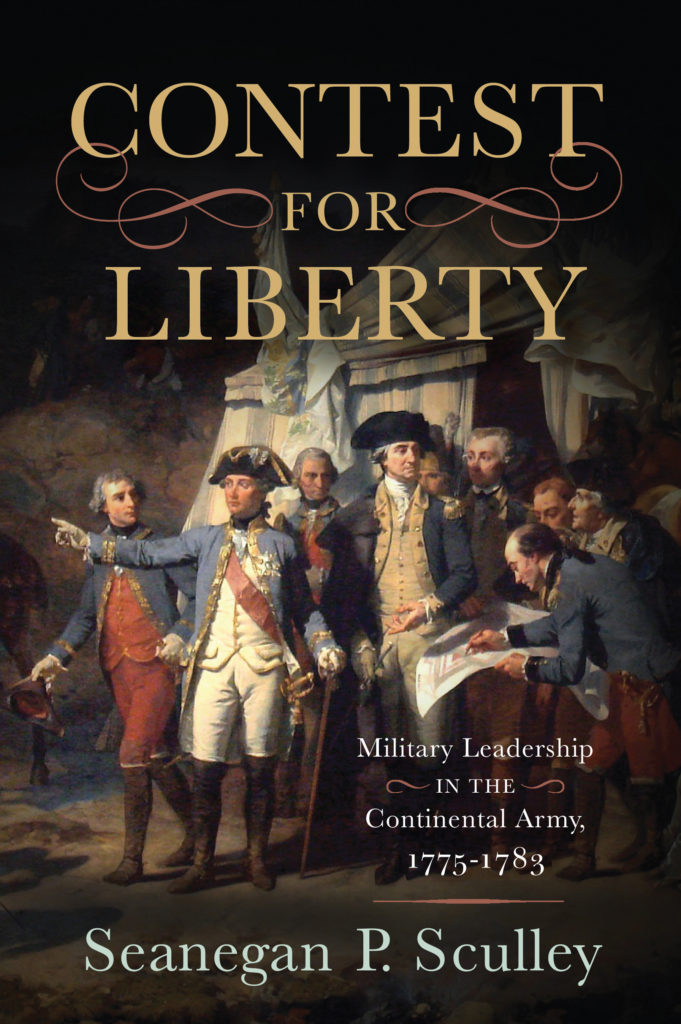 CONTEST
FOR
LIBERTY
Military Leadership
IN THE
Continental Army,
1775-1783
Seanegan P. Sculley